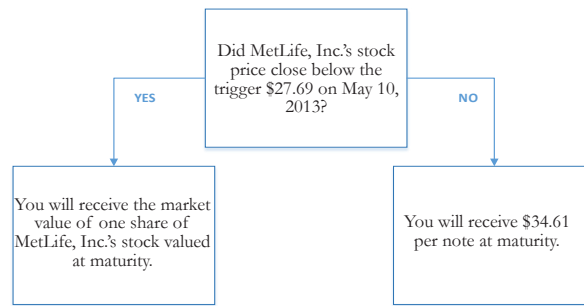 Did MetLife, Inc.'s stock
price close below the
trigger $27.69 on May 10,
2013?
YES
NO
You will receive the market
value of one share of
MetLife, Inc.'s stock valued
at maturity.
You will receive $34.61
per note at maturity.